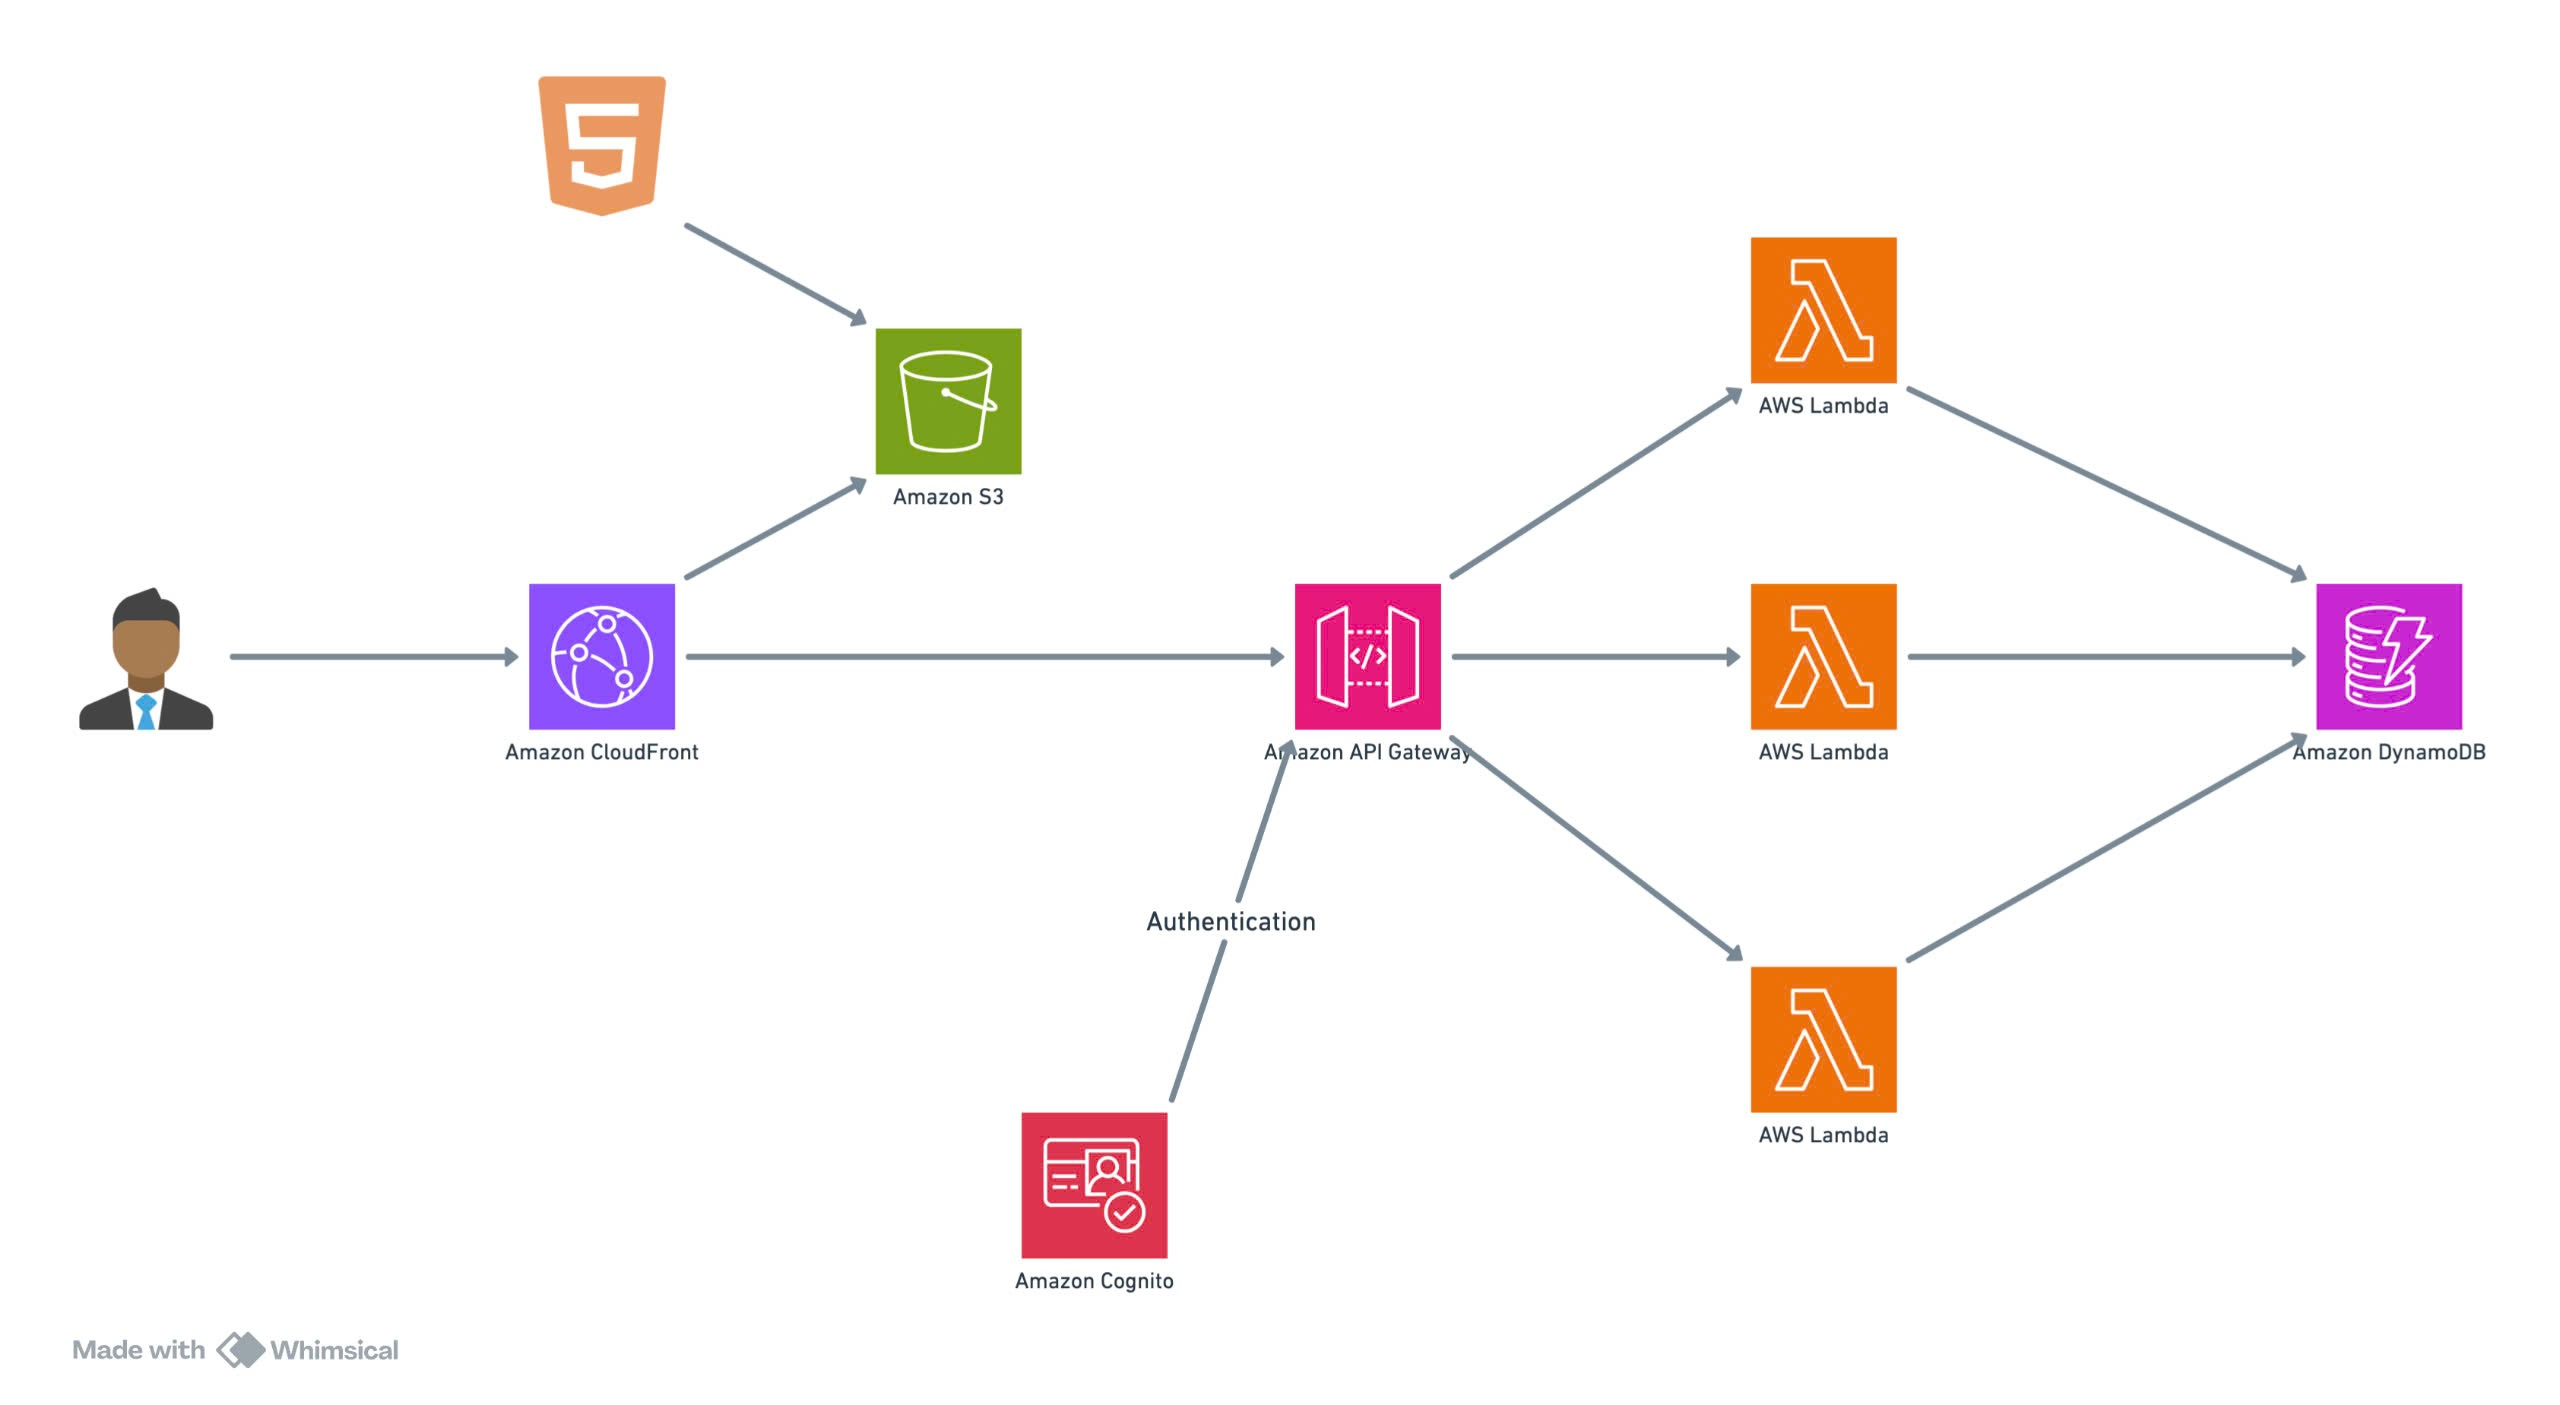 Amazon S3
AWS Lambda
Amazon CloudFront
Amazon API Gateway
AWS Lambda
Amazon DynamoDB
Authentication
AWS Lambda
Amazon Cognito
Made with Whimsical